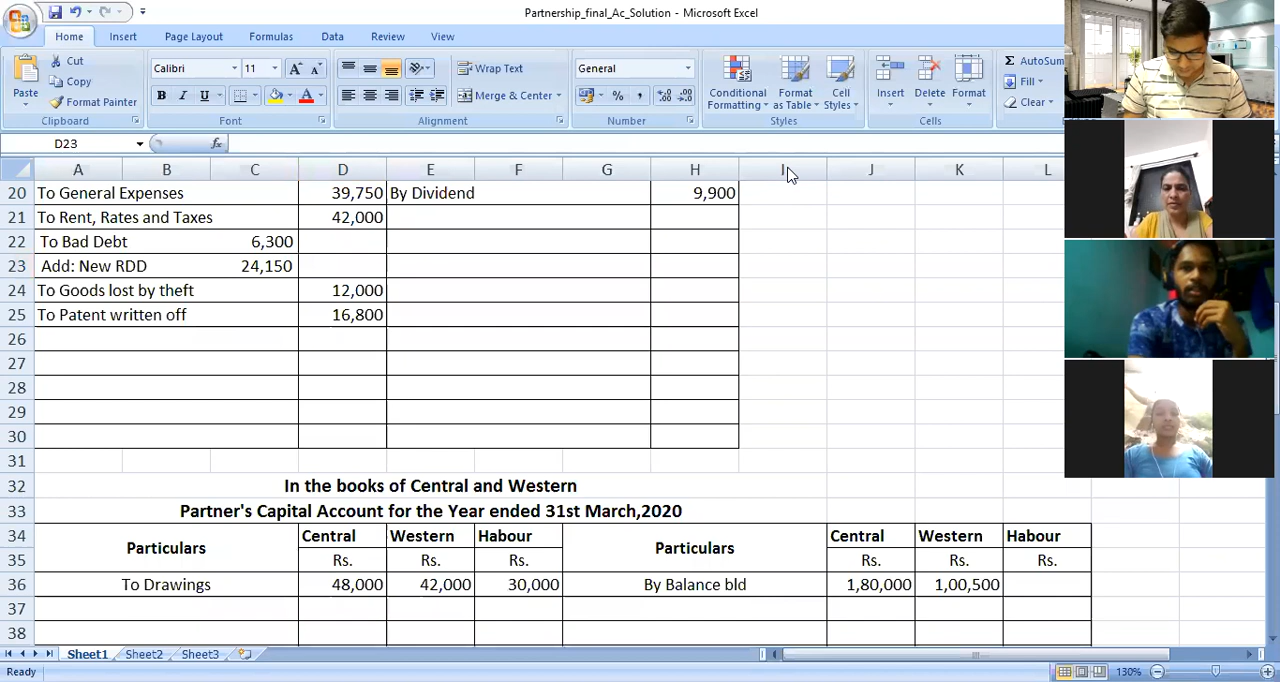 Partnership_final_Ac_Solution - Microsoft Excel
Home Insert Page Layout Formulas Data Review View
Paste Cut Copy Format Painter Clipboard
Calibri 11 A A B I U A Font
Wrap Text Merge & Center Alignment
General % , Number
Conditional Formatting Format as Table Cell Styles Styles
Insert Delete Format Cells
Σ AutoSum Fill Clear
D23 fx
A B C D E F G H I J K L
20 To General Expenses 39,750 By Dividend 9,900
21 To Rent, Rates and Taxes 42,000
22 To Bad Debt 6,300
23 Add: New RDD 24,150
24 To Goods lost by theft 12,000
25 To Patent written off 16,800
26
27
28
29
30
31
32 In the books of Central and Western
33 Partner's Capital Account for the Year ended 31st March,2020
34 Particulars Central Western Habour Particulars Central Western Habour
35 Rs. Rs. Rs. Rs. Rs. Rs.
36 To Drawings 48,000 42,000 30,000 By Balance bld 1,80,000 1,00,500
37
38
Sheet1 Sheet2 Sheet3
Ready 130%